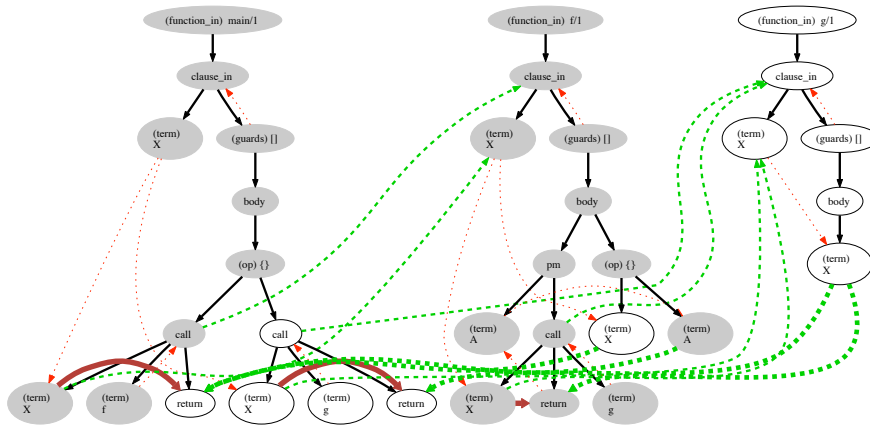 (function_in)  main/1
(function_in)  f/1
(function_in)  g/1
clause_in
clause_in
clause_in
(term)
X
(guards) []
(term)
X
(guards) []
(term)
X
(guards) []
body
body
body
(op) {}
pm
(op) {}
(term)
X
call
call
(term)
A
call
(term)
X
(term)
A
(term)
X
(term)
f
return
(term)
X
(term)
g
return
(term)
X
return
(term)
g